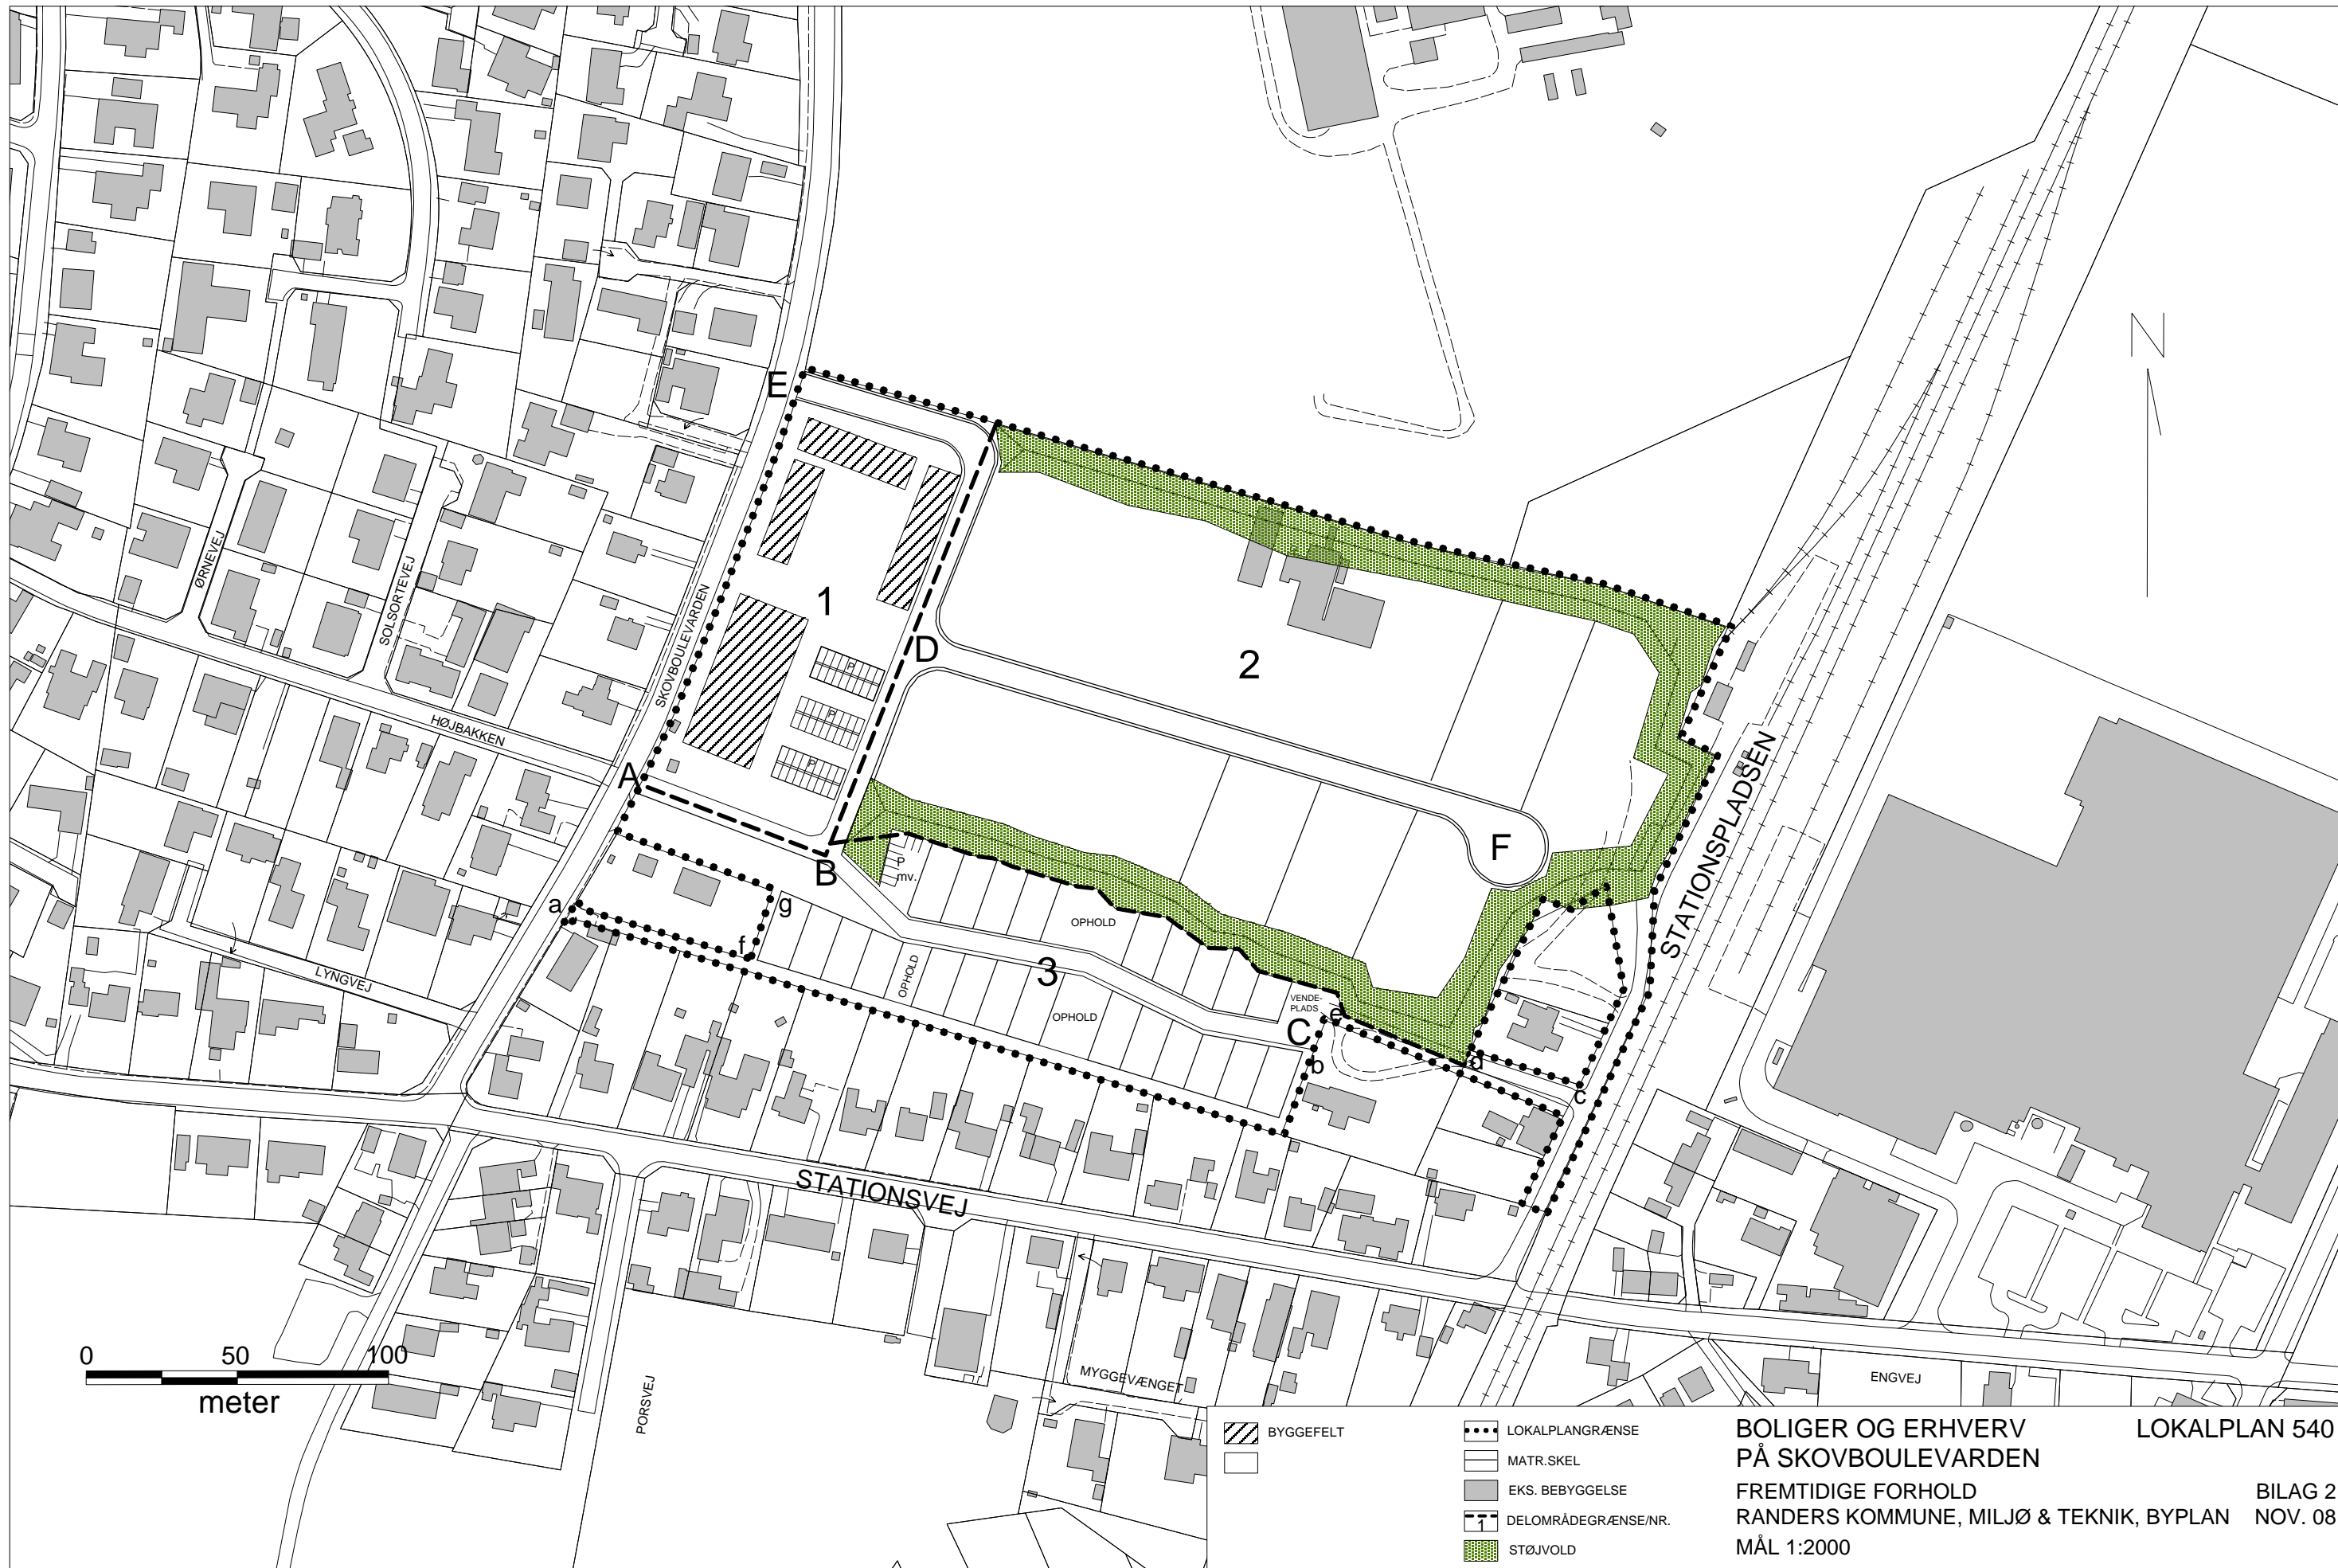 N
E
ØRNEVEJ
SOLSORTEVEJ
SKOVBOULEVARDEN
1
D
2
P
P
P
HØJBAKKEN
A
STATIONSPLADSEN
B
P
mv.
F
a
g
f
OPHOLD
OPHOLD
3
OPHOLD
VENDE-
PLADS
e
C
b
d
c
LYNGVEJ
STATIONSVEJ
0 50 100
meter
PORSVEJ
MYGGEVÆNGET
ENGVEJ
BYGGEFELT
LOKALPLANGRÆNSE
MATR.SKEL
EKS. BEBYGGELSE
1 DELOMRÅDEGRÆNSE/NR.
STØJVOLD
BOLIGER OG ERHVERV LOKALPLAN 540
PÅ SKOVBOULEVARDEN
FREMTIDIGE FORHOLD BILAG 2
RANDERS KOMMUNE, MILJØ & TEKNIK, BYPLAN NOV. 08
MÅL 1:2000